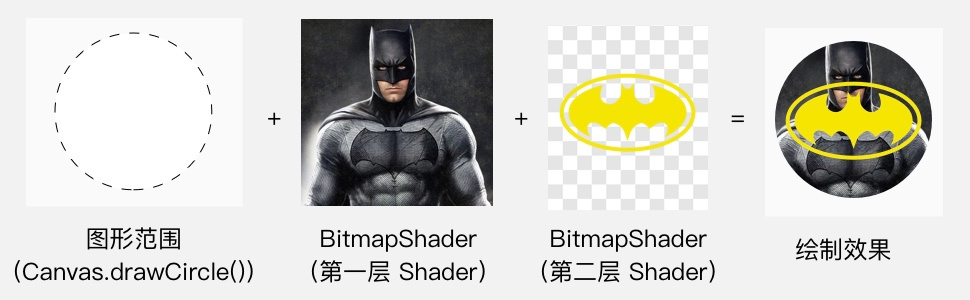 +
+
=
图形范围
(Canvas.drawCircle())
BitmapShader
(第一层 Shader)
BitmapShader
(第二层 Shader)
绘制效果